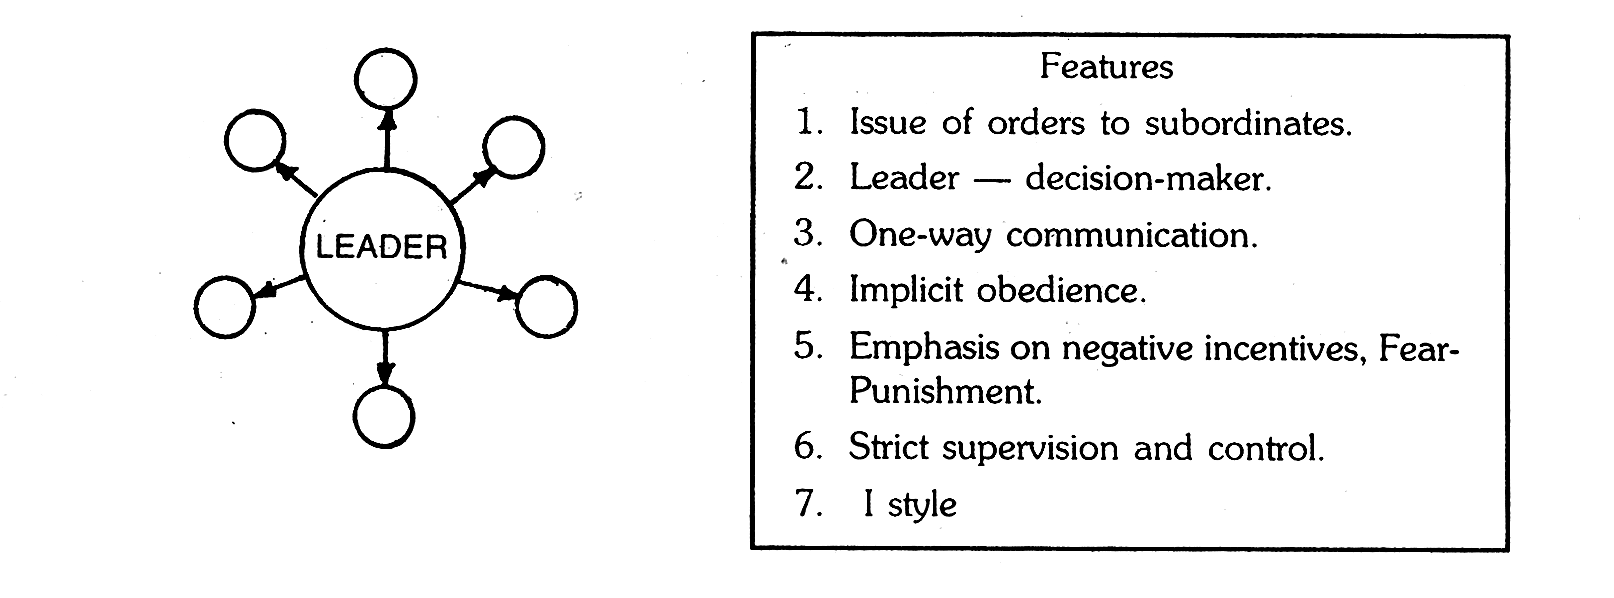 LEADER
Features
1. Issue of orders to subordinates.
2. Leader — decision-maker.
3. One-way communication.
4. Implicit obedience.
5. Emphasis on negative incentives, Fear-
Punishment.
6. Strict supervision and control.
7. I style